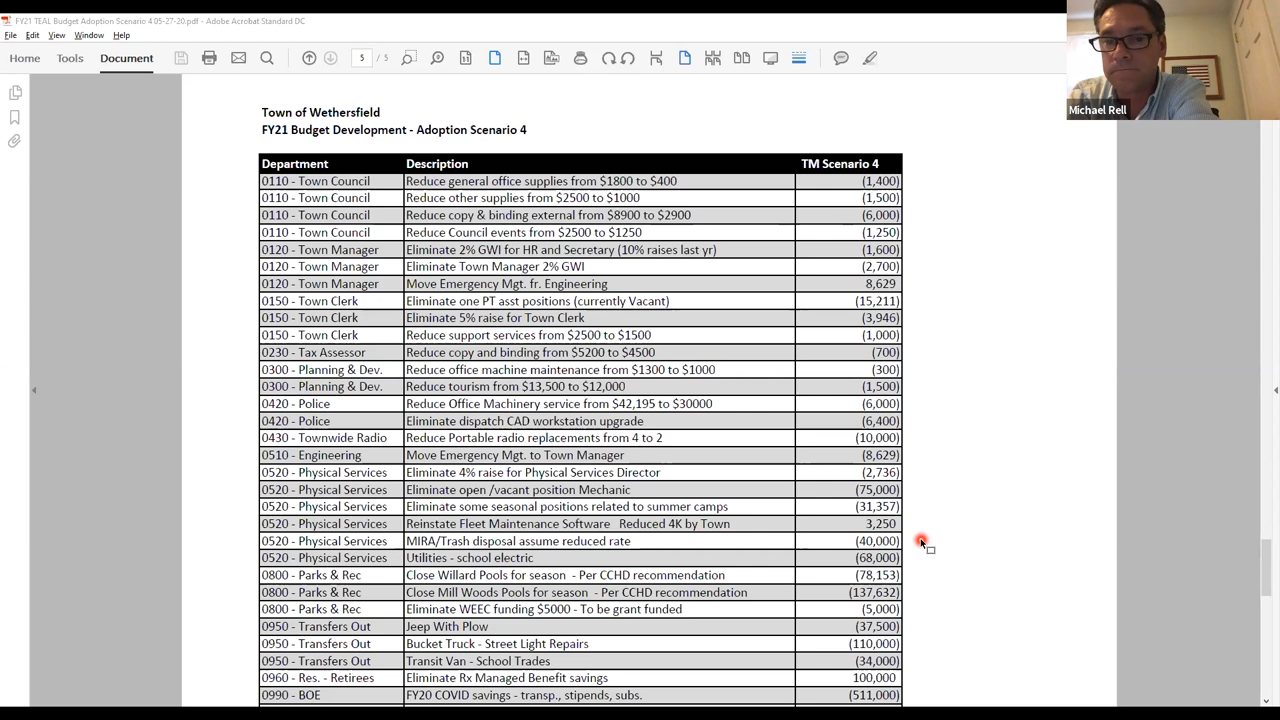 FY21 TEAL Budget Adoption Scenario 4 05-27-20.pdf - Adobe Acrobat Standard DC
File Edit View Window Help
Home Tools Document 5 / 5
Michael Rell
Town of Wethersfield
FY21 Budget Development - Adoption Scenario 4
Department Description TM Scenario 4
0110 - Town Council Reduce general office supplies from $1800 to $400 (1,400)
0110 - Town Council Reduce other supplies from $2500 to $1000 (1,500)
0110 - Town Council Reduce copy & binding external from $8900 to $2900 (6,000)
0110 - Town Council Reduce Council events from $2500 to $1250 (1,250)
0120 - Town Manager Eliminate 2% GWI for HR and Secretary (10% raises last yr) (1,600)
0120 - Town Manager Eliminate Town Manager 2% GWI (2,700)
0120 - Town Manager Move Emergency Mgt. fr. Engineering 8,629
0150 - Town Clerk Eliminate one PT asst positions (currently Vacant) (15,211)
0150 - Town Clerk Eliminate 5% raise for Town Clerk (3,946)
0150 - Town Clerk Reduce support services from $2500 to $1500 (1,000)
0230 - Tax Assessor Reduce copy and binding from $5200 to $4500 (700)
0300 - Planning & Dev. Reduce office machine maintenance from $1300 to $1000 (300)
0300 - Planning & Dev. Reduce tourism from $13,500 to $12,000 (1,500)
0420 - Police Reduce Office Machinery service from $42,195 to $30000 (6,000)
0420 - Police Eliminate dispatch CAD workstation upgrade (6,400)
0430 - Townwide Radio Reduce Portable radio replacements from 4 to 2 (10,000)
0510 - Engineering Move Emergency Mgt. to Town Manager (8,629)
0520 - Physical Services Eliminate 4% raise for Physical Services Director (2,736)
0520 - Physical Services Eliminate open /vacant position Mechanic (75,000)
0520 - Physical Services Eliminate some seasonal positions related to summer camps (31,357)
0520 - Physical Services Reinstate Fleet Maintenance Software Reduced 4K by Town 3,250
0520 - Physical Services MIRA/Trash disposal assume reduced rate (40,000)
0520 - Physical Services Utilities - school electric (68,000)
0800 - Parks & Rec Close Willard Pools for season - Per CCHD recommendation (78,153)
0800 - Parks & Rec Close Mill Woods Pools for season - Per CCHD recommendation (137,632)
0800 - Parks & Rec Eliminate WEEC funding $5000 - To be grant funded (5,000)
0950 - Transfers Out Jeep With Plow (37,500)
0950 - Transfers Out Bucket Truck - Street Light Repairs (110,000)
0950 - Transfers Out Transit Van - School Trades (34,000)
0960 - Res. - Retirees Eliminate Rx Managed Benefit savings 100,000
0990 - BOE FY20 COVID savings - transp., stipends, subs. (511,000)